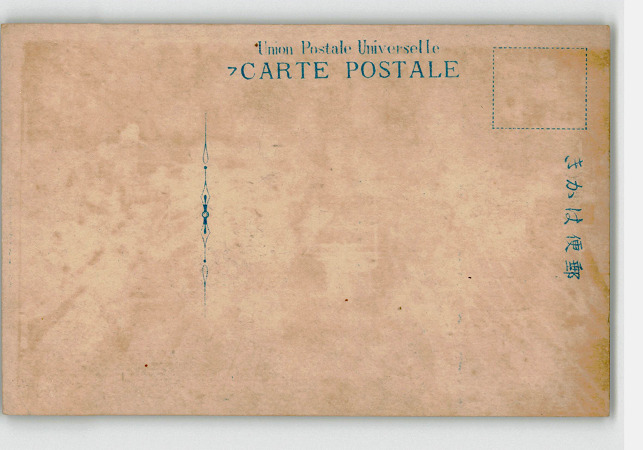 Union Postale Universelle
CARTE POSTALE
郵便はかき